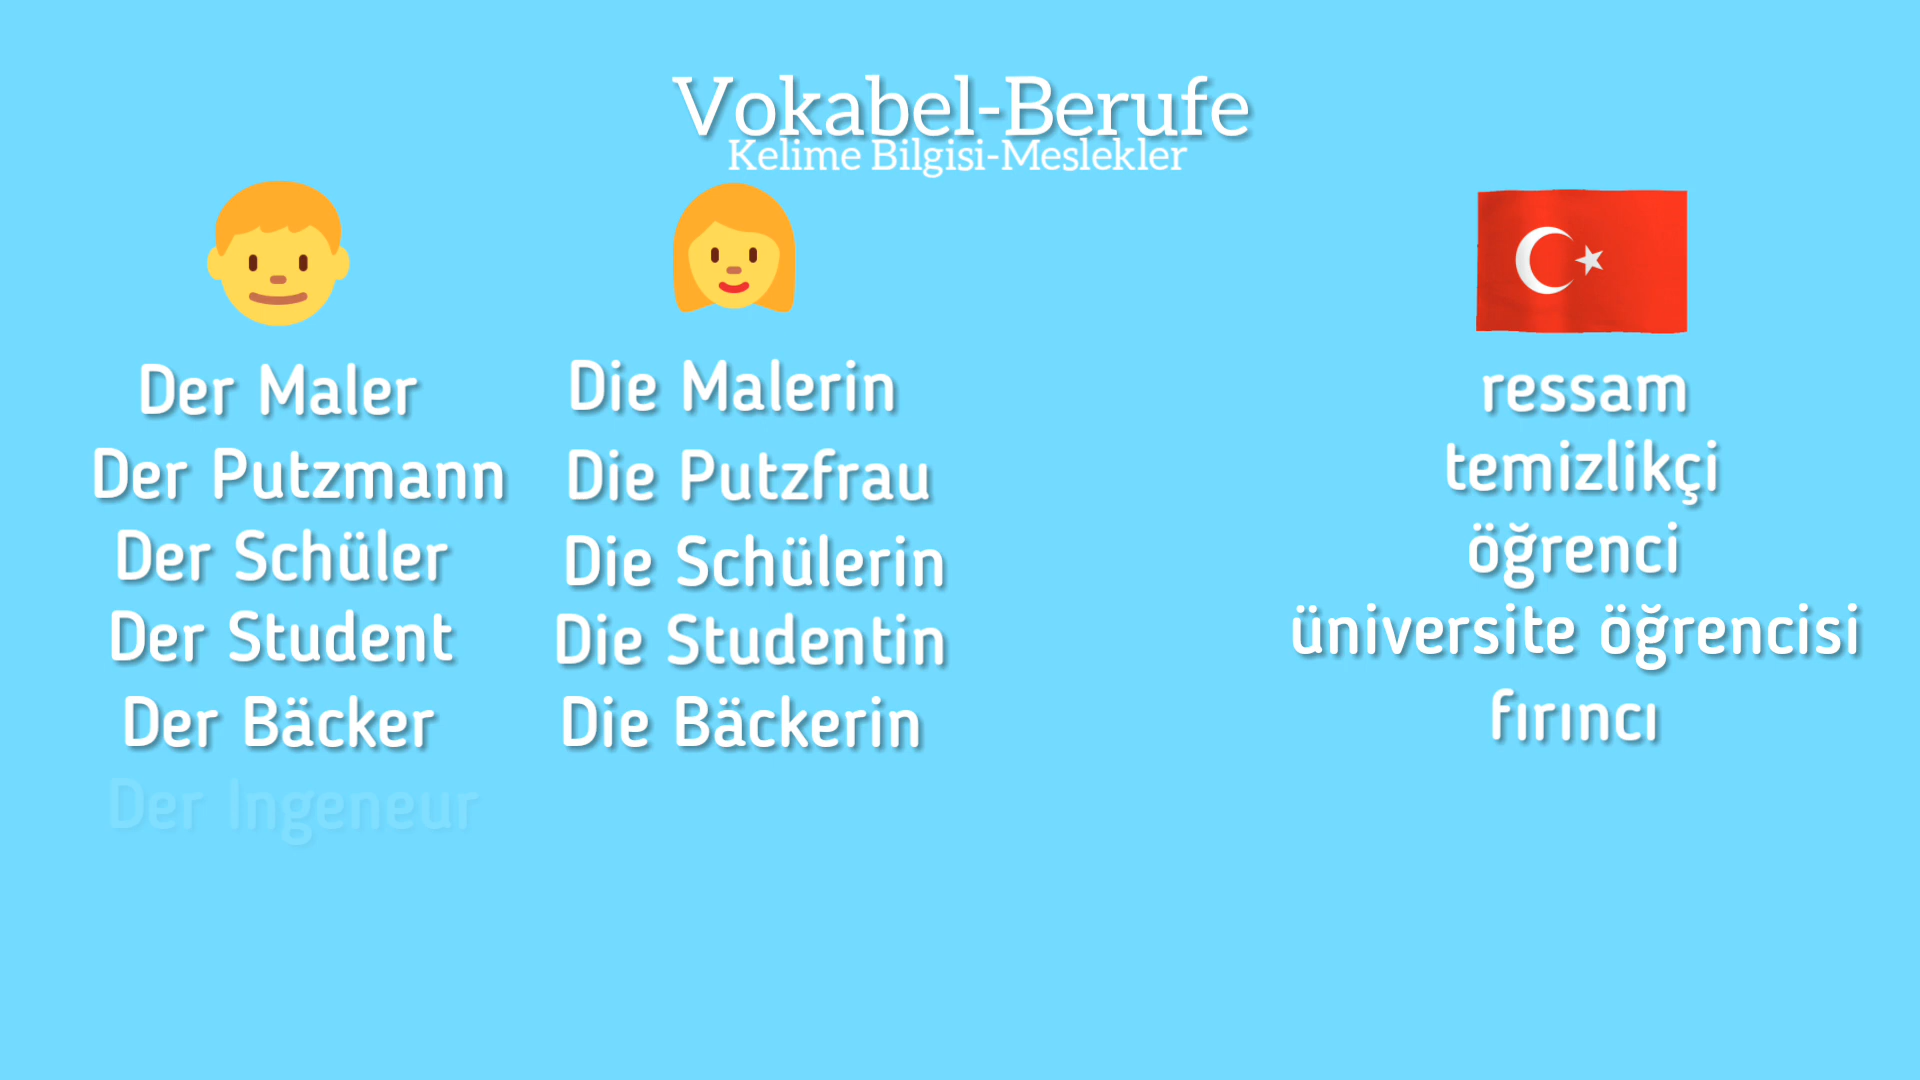 Vokabel-Berufe
Kelime Bilgisi-Meslekler
Der Maler Die Malerin ressam
Der Putzmann Die Putzfrau temizlikçi
Der Schüler Die Schülerin öğrenci
Der Student Die Studentin üniversite öğrencisi
Der Bäcker Die Bäckerin fırıncı
Der Ingeneur